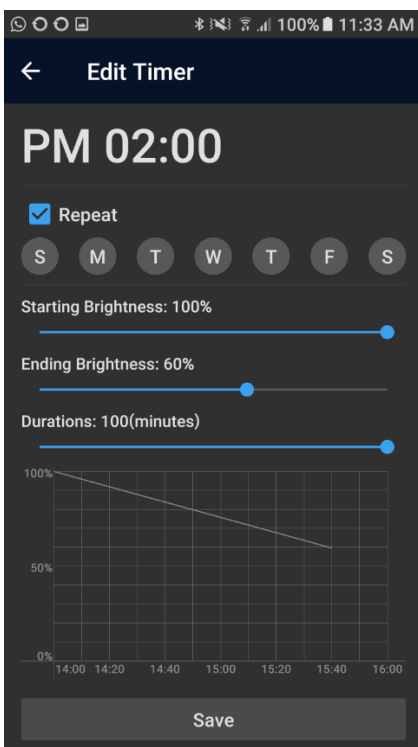 100% 11:33 AM
Edit Timer
PM 02:00
Repeat
S M T W T F S
Starting Brightness: 100%
Ending Brightness: 60%
Durations: 100(minutes)
100%
50%
0%
14:00 14:20 14:40 15:00 15:20 15:40 16:00
Save